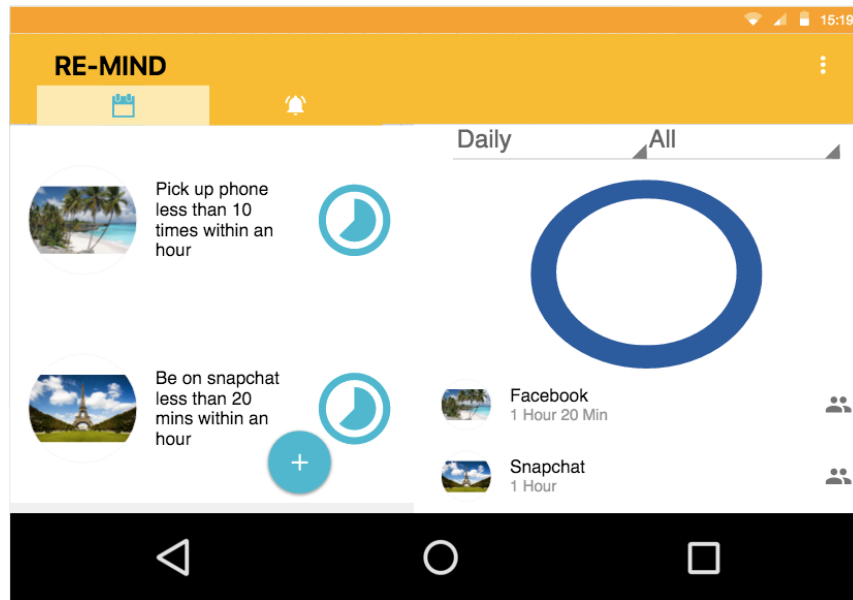 15:19
RE-MIND
Daily
All
Pick up phone
less than 10
times within an
hour
Be on snapchat
less than 20
mins within an
hour
+
Facebook
1 Hour 20 Min
Snapchat
1 Hour